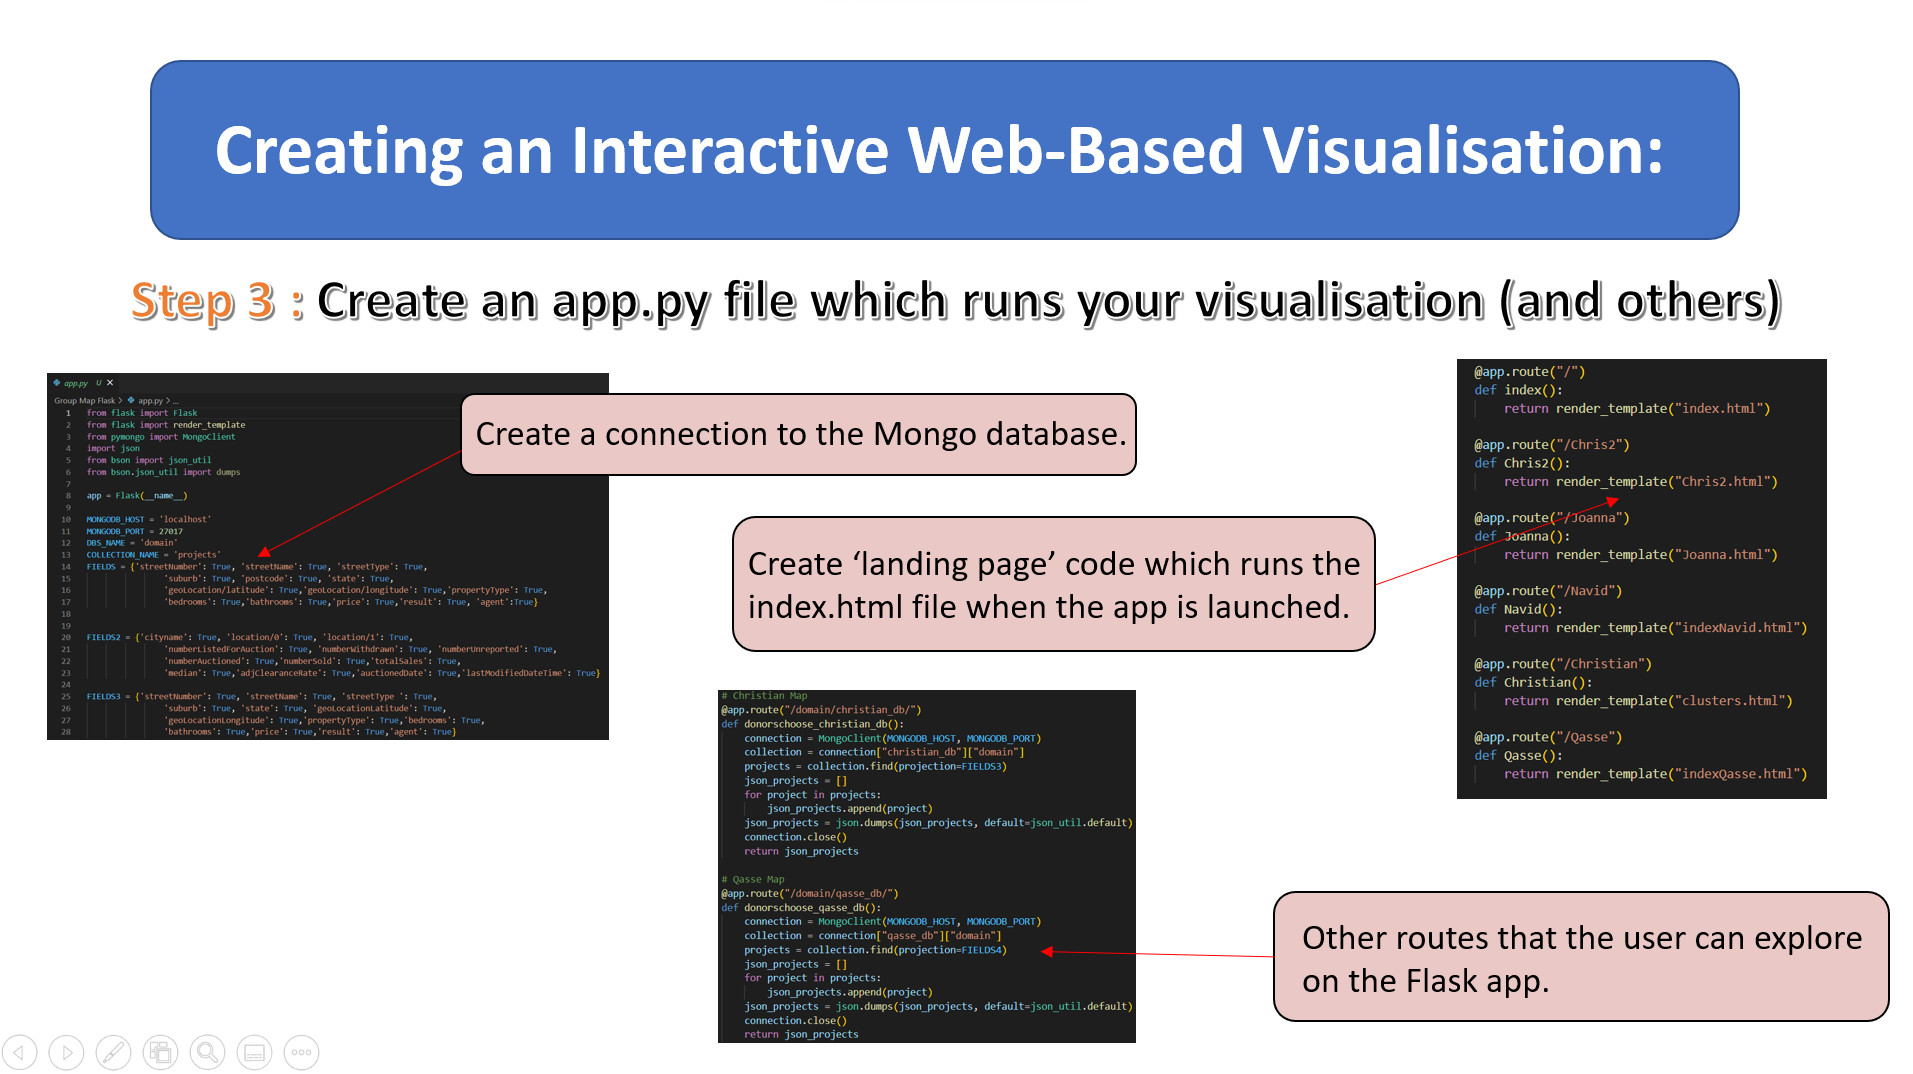 Creating an Interactive Web-Based Visualisation:
Step 3 : Create an app.py file which runs your visualisation (and others)
app.py U ×
Group Map Flask > app.py > ...
1 from flask import Flask
2 from flask import render_template
3 from pymongo import MongoClient
4 import json
5 from bson import json_util
6 from bson.json_util import dumps
7
8 app = Flask(__name__)
9
10 MONGODB_HOST = 'localhost'
11 MONGODB_PORT = 27017
12 DBS_NAME = 'domain'
13 COLLECTION_NAME = 'projects'
14 FIELDS = {'streetNumber': True, 'streetName': True, 'streetType': True,
15 'suburb': True, 'postcode': True, 'state': True,
16 'geoLocation/latitude': True,'geoLocation/longitude': True,'propertyType': True,
17 'bedrooms': True,'bathrooms': True,'price': True,'result': True, 'agent':True}
18
19
20 FIELDS2 = {'cityname': True, 'location/0': True, 'location/1': True,
21 'numberListedForAuction': True, 'numberWithdrawn': True, 'numberUnreported': True,
22 'numberAuctioned': True,'numberSold': True,'totalSales': True,
23 'median': True,'adjClearanceRate': True,'auctionedDate': True,'lastModifiedDateTime': True}
24
25 FIELDS3 = {'streetNumber': True, 'streetName': True, 'streetType ': True,
26 'suburb': True, 'state': True, 'geoLocationLatitude': True,
27 'geoLocationLongitude': True,'propertyType': True,'bedrooms': True,
28 'bathrooms': True,'price': True,'result': True,'agent': True}
Create a connection to the Mongo database.
Create ‘landing page’ code which runs the
index.html file when the app is launched.
@app.route("/")
def index():
return render_template("index.html")
@app.route("/Chris2")
def Chris2():
return render_template("Chris2.html")
@app.route("/Joanna")
def Joanna():
return render_template("Joanna.html")
@app.route("/Navid")
def Navid():
return render_template("indexNavid.html")
@app.route("/Christian")
def Christian():
return render_template("clusters.html")
@app.route("/Qasse")
def Qasse():
return render_template("indexQasse.html")
# Christian Map
@app.route("/domain/christian_db/")
def donorschoose_christian_db():
connection = MongoClient(MONGODB_HOST, MONGODB_PORT)
collection = connection["christian_db"]["domain"]
projects = collection.find(projection=FIELDS3)
json_projects = []
for project in projects:
json_projects.append(project)
json_projects = json.dumps(json_projects, default=json_util.default)
connection.close()
return json_projects
# Qasse Map
@app.route("/domain/qasse_db/")
def donorschoose_qasse_db():
connection = MongoClient(MONGODB_HOST, MONGODB_PORT)
collection = connection["qasse_db"]["domain"]
projects = collection.find(projection=FIELDS4)
json_projects = []
for project in projects:
json_projects.append(project)
json_projects = json.dumps(json_projects, default=json_util.default)
connection.close()
return json_projects
Other routes that the user can explore
on the Flask app.